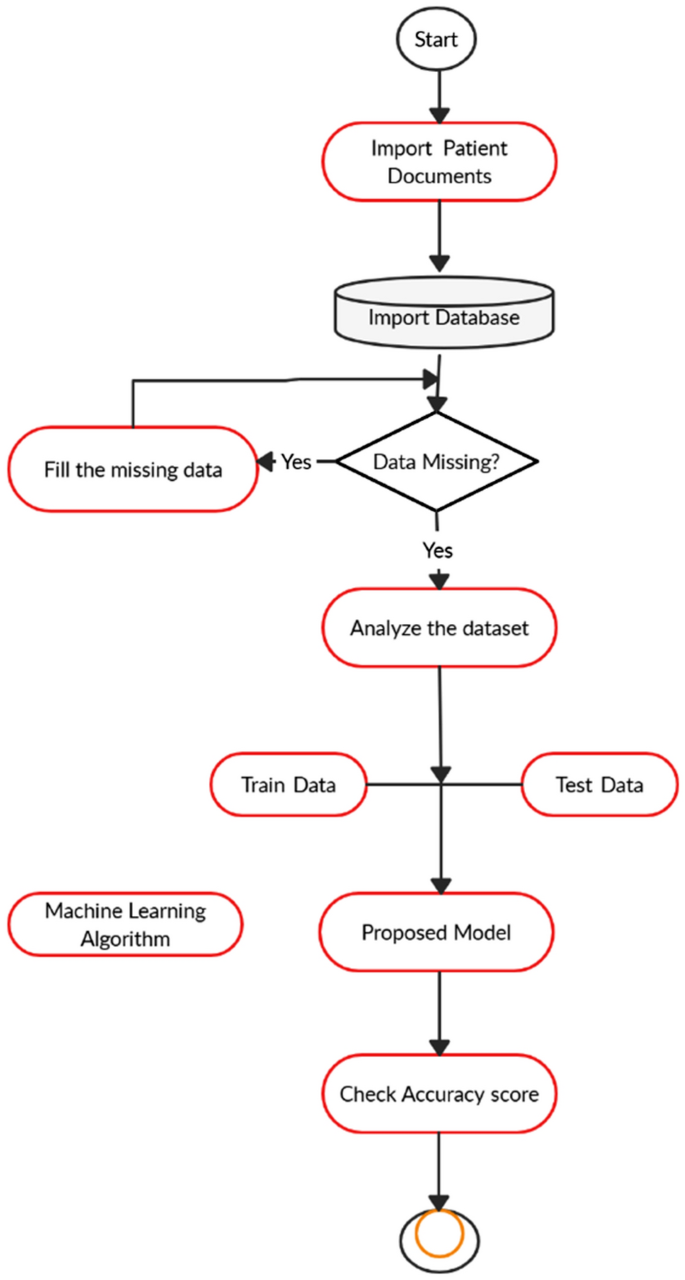 Start
Import Patient
Documents
Import Database
Data Missing?
Yes
Fill the missing data
Yes
Analyze the dataset
Train Data
Test Data
Machine Learning
Algorithm
Proposed Model
Check Accuracy score